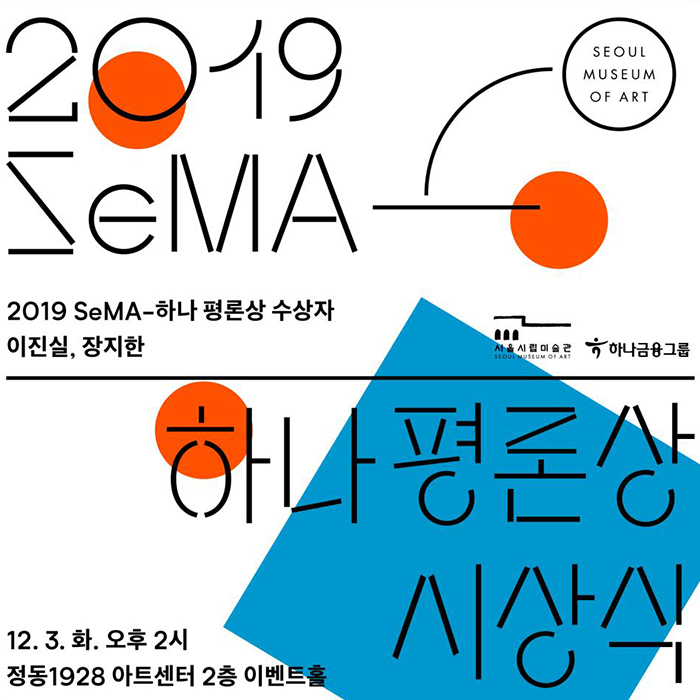 2019
SEOUL
MUSEUM
OF ART
SeMA
2019 SeMA–하나 평론상 수상자
이진실, 장지한
서울시립미술관
SEOUL MUSEUM OF ART
하나금융그룹
하나 평론상
시상식
12. 3. 화. 오후 2시
정동1928 아트센터 2층 이벤트홀